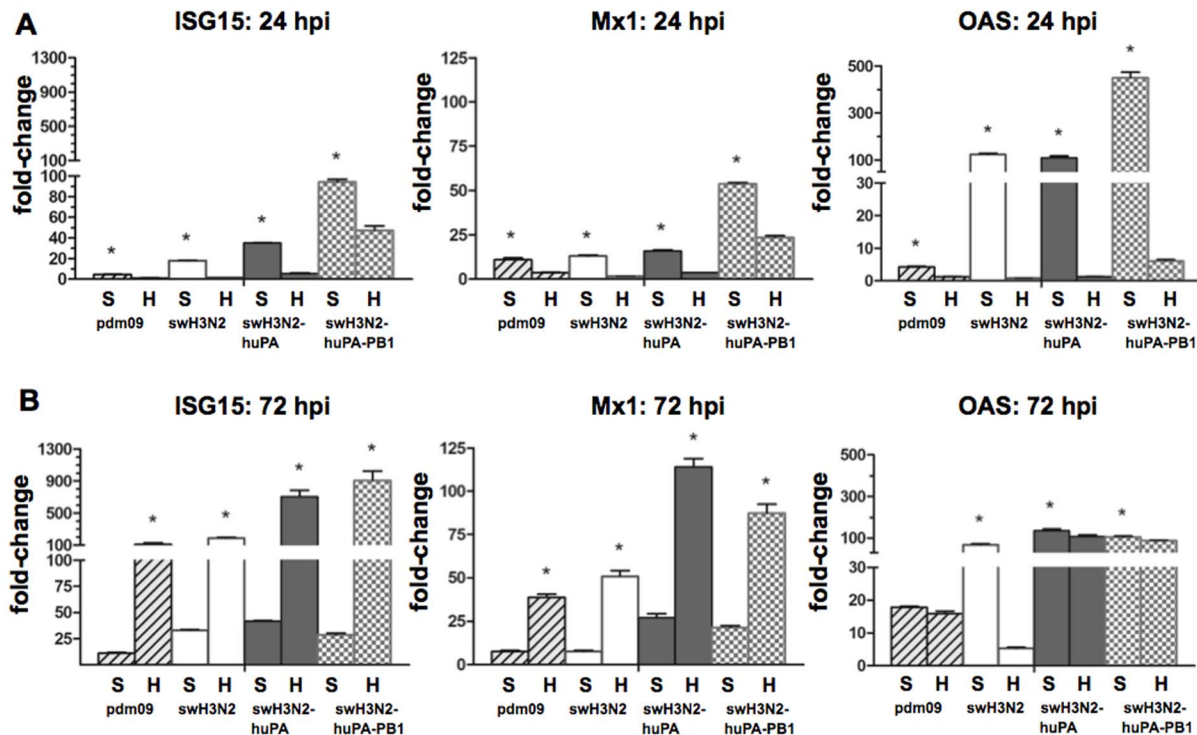 A
ISG15: 24 hpi
Mx1: 24 hpi
OAS: 24 hpi
fold-change
1300
900
500
100
100
80
60
40
20
0
*
*
*
*
S H S H S H S H
pdm09 swH3N2 swH3N2- swH3N2-
huPA huPA-PB1
fold-change
125
100
75
50
25
0
*
*
*
*
S H S H S H S H
pdm09 swH3N2 swH3N2- swH3N2-
huPA huPA-PB1
fold-change
500
300
100
30
20
10
0
*
*
*
*
S H S H S H S H
pdm09 swH3N2 swH3N2- swH3N2-
huPA huPA-PB1
B
ISG15: 72 hpi
Mx1: 72 hpi
OAS: 72 hpi
fold-change
1300
900
500
100
100
75
50
25
*
*
*
*
S H S H S H S H
pdm09 swH3N2 swH3N2- swH3N2-
huPA huPA-PB1
fold-change
125
100
75
50
25
0
*
*
*
*
S H S H S H S H
pdm09 swH3N2 swH3N2- swH3N2-
huPA huPA-PB1
fold-change
500
300
100
30
20
10
0
*
*
*
S H S H S H S H
pdm09 swH3N2 swH3N2- swH3N2-
huPA huPA-PB1